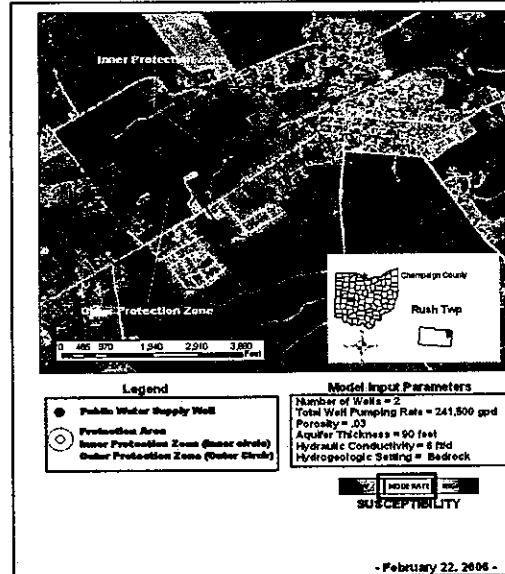 Inner Protection Zone
Outer Protection Zone
Champaign County
Rush Twp
0 485 970 1,940 2,910 3,880
Feet
Legend
Public Water Supply Well
Protection Area
Inner Protection Zone (Inner circle)
Outer Protection Zone (Outer Circle)
Model Input Parameters
Number of Wells = 2
Total Well Pumping Rate = 241,500 gpd
Porosity = .03
Aquifer Thickness = 90 feet
Hydraulic Conductivity = 6 ft/d
Hydrogeologic Setting = Bedrock
MODERATE
SUSCEPTIBILITY
- February 22, 2006 -